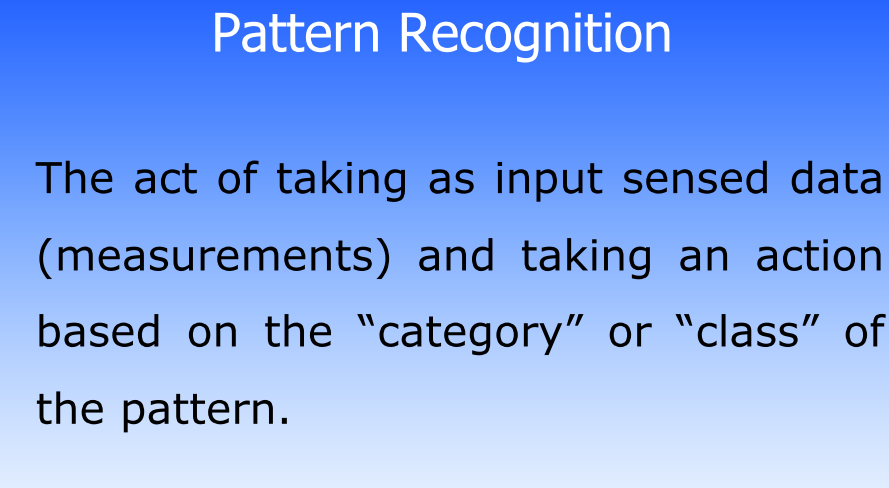 Pattern Recognition
The act of taking as input sensed data
(measurements) and taking an action
based on the “category” or “class” of
the pattern.